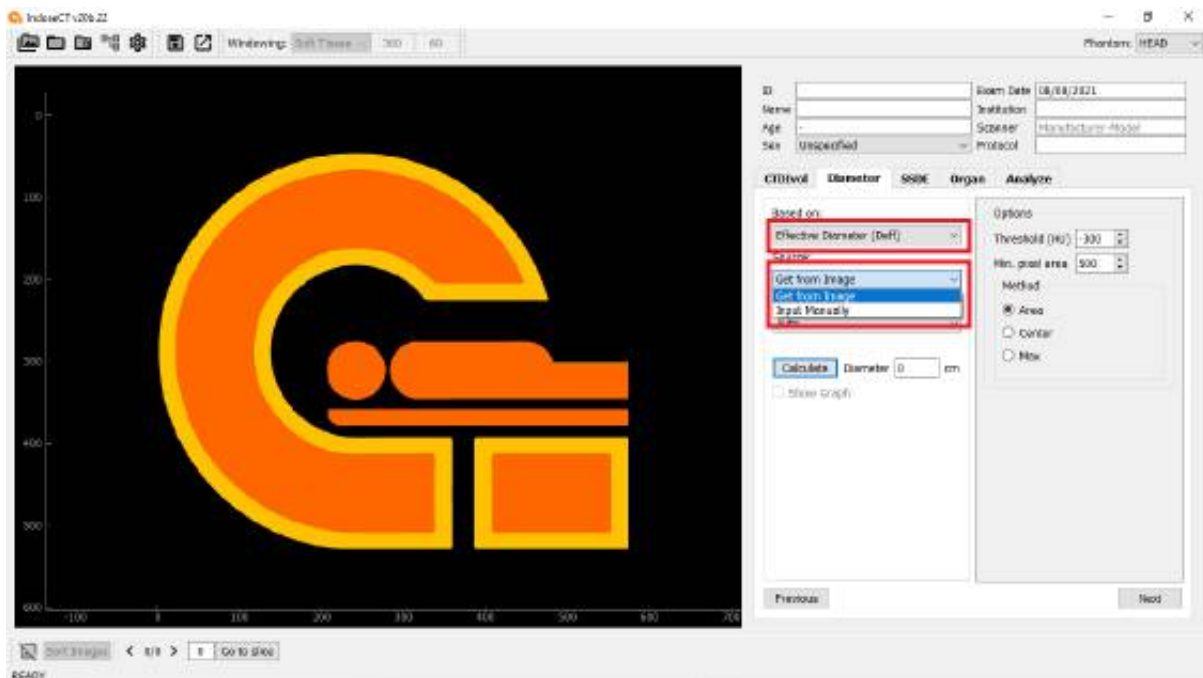 IndoseCT v20b.22
Windowing: Soft Tissue
Phantom: HEAD
ID
Exam Date 08/08/2021
Name
Institution
Age -
Scanner Manufacturer-Model
Sex Unspecified
Protocol
CTDIvol Diameter SSDE Organ Analyze
Based on:
Effective Diameter (Deff)
Get from Image
Get from Image
Input Manually
Calculate Diameter 0 cm
Show Graph
Options
Threshold (HU) -300
Min. pixel area 500
Method
Area
Center
Max
Previous
Next
0
100
200
300
400
500
600
-100 0 100 200 300 400 500 600 700
Sort Images 0/0 0 Go to slice
READY